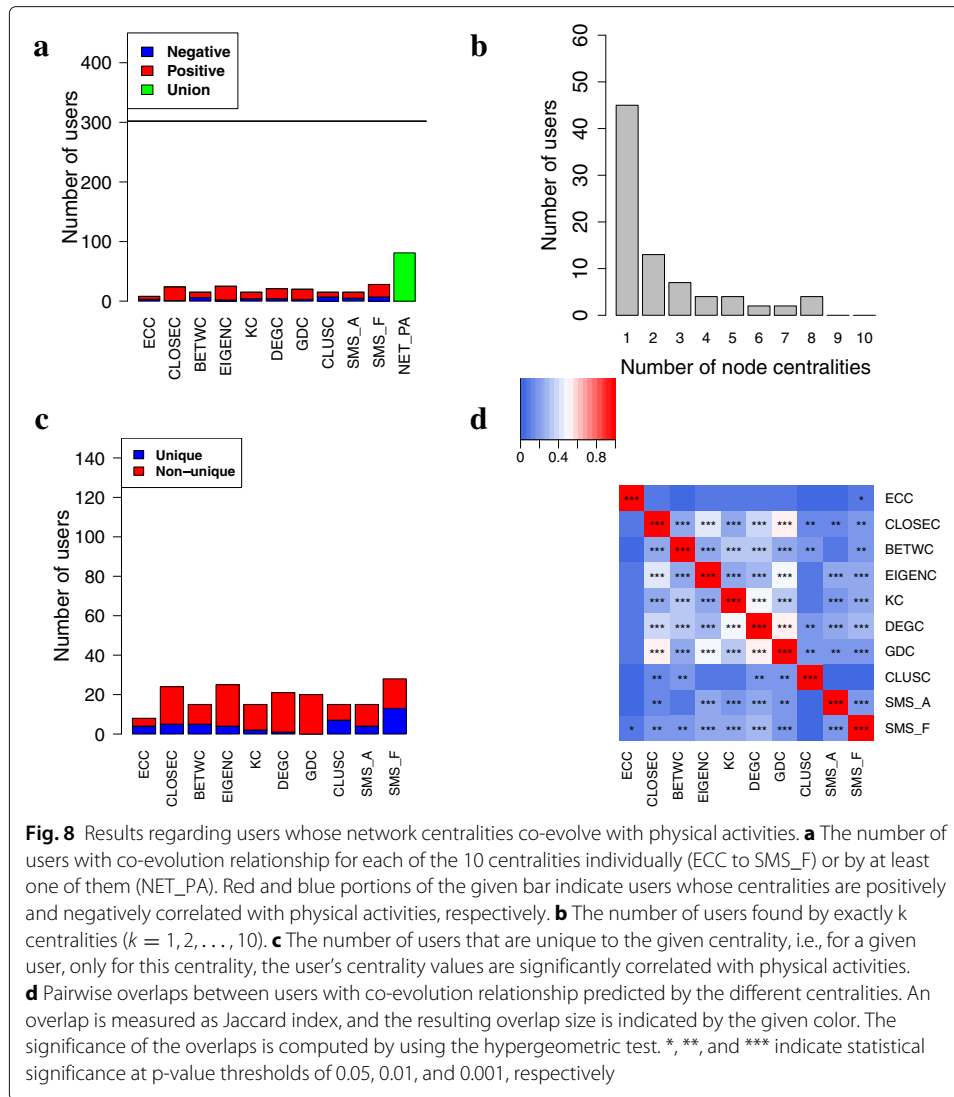 a
Number of users
400
300
200
100
0
Negative
Positive
Union
ECC
CLOSEC
BETWC
EIGENC
KC
DEGC
GDC
CLUSC
SMS_A
SMS_F
NET_PA
b
Number of users
60
50
40
30
20
10
0
1 2 3 4 5 6 7 8 9 10
Number of node centralities
c
Number of users
140
120
100
80
60
40
20
0
Unique
Non−unique
ECC
CLOSEC
BETWC
EIGENC
KC
DEGC
GDC
CLUSC
SMS_A
SMS_F
d
0 0.4 0.8
*** * ECC
*** *** *** *** *** *** ** ** ** CLOSEC
*** *** *** *** *** *** ** ** BETWC
*** *** *** *** *** *** *** *** EIGENC
*** *** *** *** *** *** *** *** KC
*** *** *** *** *** *** ** *** *** DEGC
*** *** *** *** *** *** ** ** *** GDC
** ** ** ** *** CLUSC
** *** *** *** ** *** *** SMS_A
* ** ** *** *** *** *** *** *** SMS_F
ECC
CLOSEC
BETWC
EIGENC
KC
DEGC
GDC
CLUSC
SMS_A
SMS_F
Fig. 8 Results regarding users whose network centralities co-evolve with physical activities. a The number of
users with co-evolution relationship for each of the 10 centralities individually (ECC to SMS_F) or by at least
one of them (NET_PA). Red and blue portions of the given bar indicate users whose centralities are positively
and negatively correlated with physical activities, respectively. b The number of users found by exactly k
centralities (k = 1, 2, . . . , 10). c The number of users that are unique to the given centrality, i.e., for a given
user, only for this centrality, the user's centrality values are significantly correlated with physical activities.
d Pairwise overlaps between users with co-evolution relationship predicted by the different centralities. An
overlap is measured as Jaccard index, and the resulting overlap size is indicated by the given color. The
significance of the overlaps is computed by using the hypergeometric test. *, **, and *** indicate statistical
significance at p-value thresholds of 0.05, 0.01, and 0.001, respectively